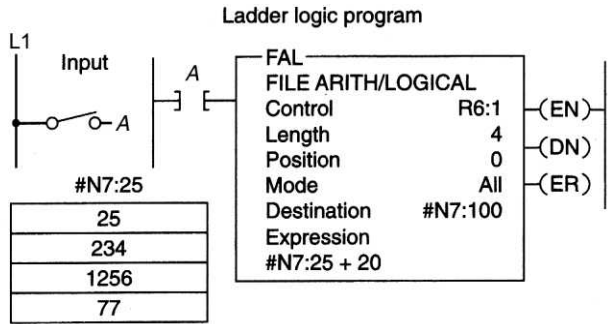 Ladder logic program
L1
Input
A
#N7:25
25
234
1256
77
A
FAL
FILE ARITH/LOGICAL
Control R6:1
Length 4
Position 0
Mode All
Destination #N7:100
Expression
#N7:25 + 20
(EN)
(DN)
(ER)